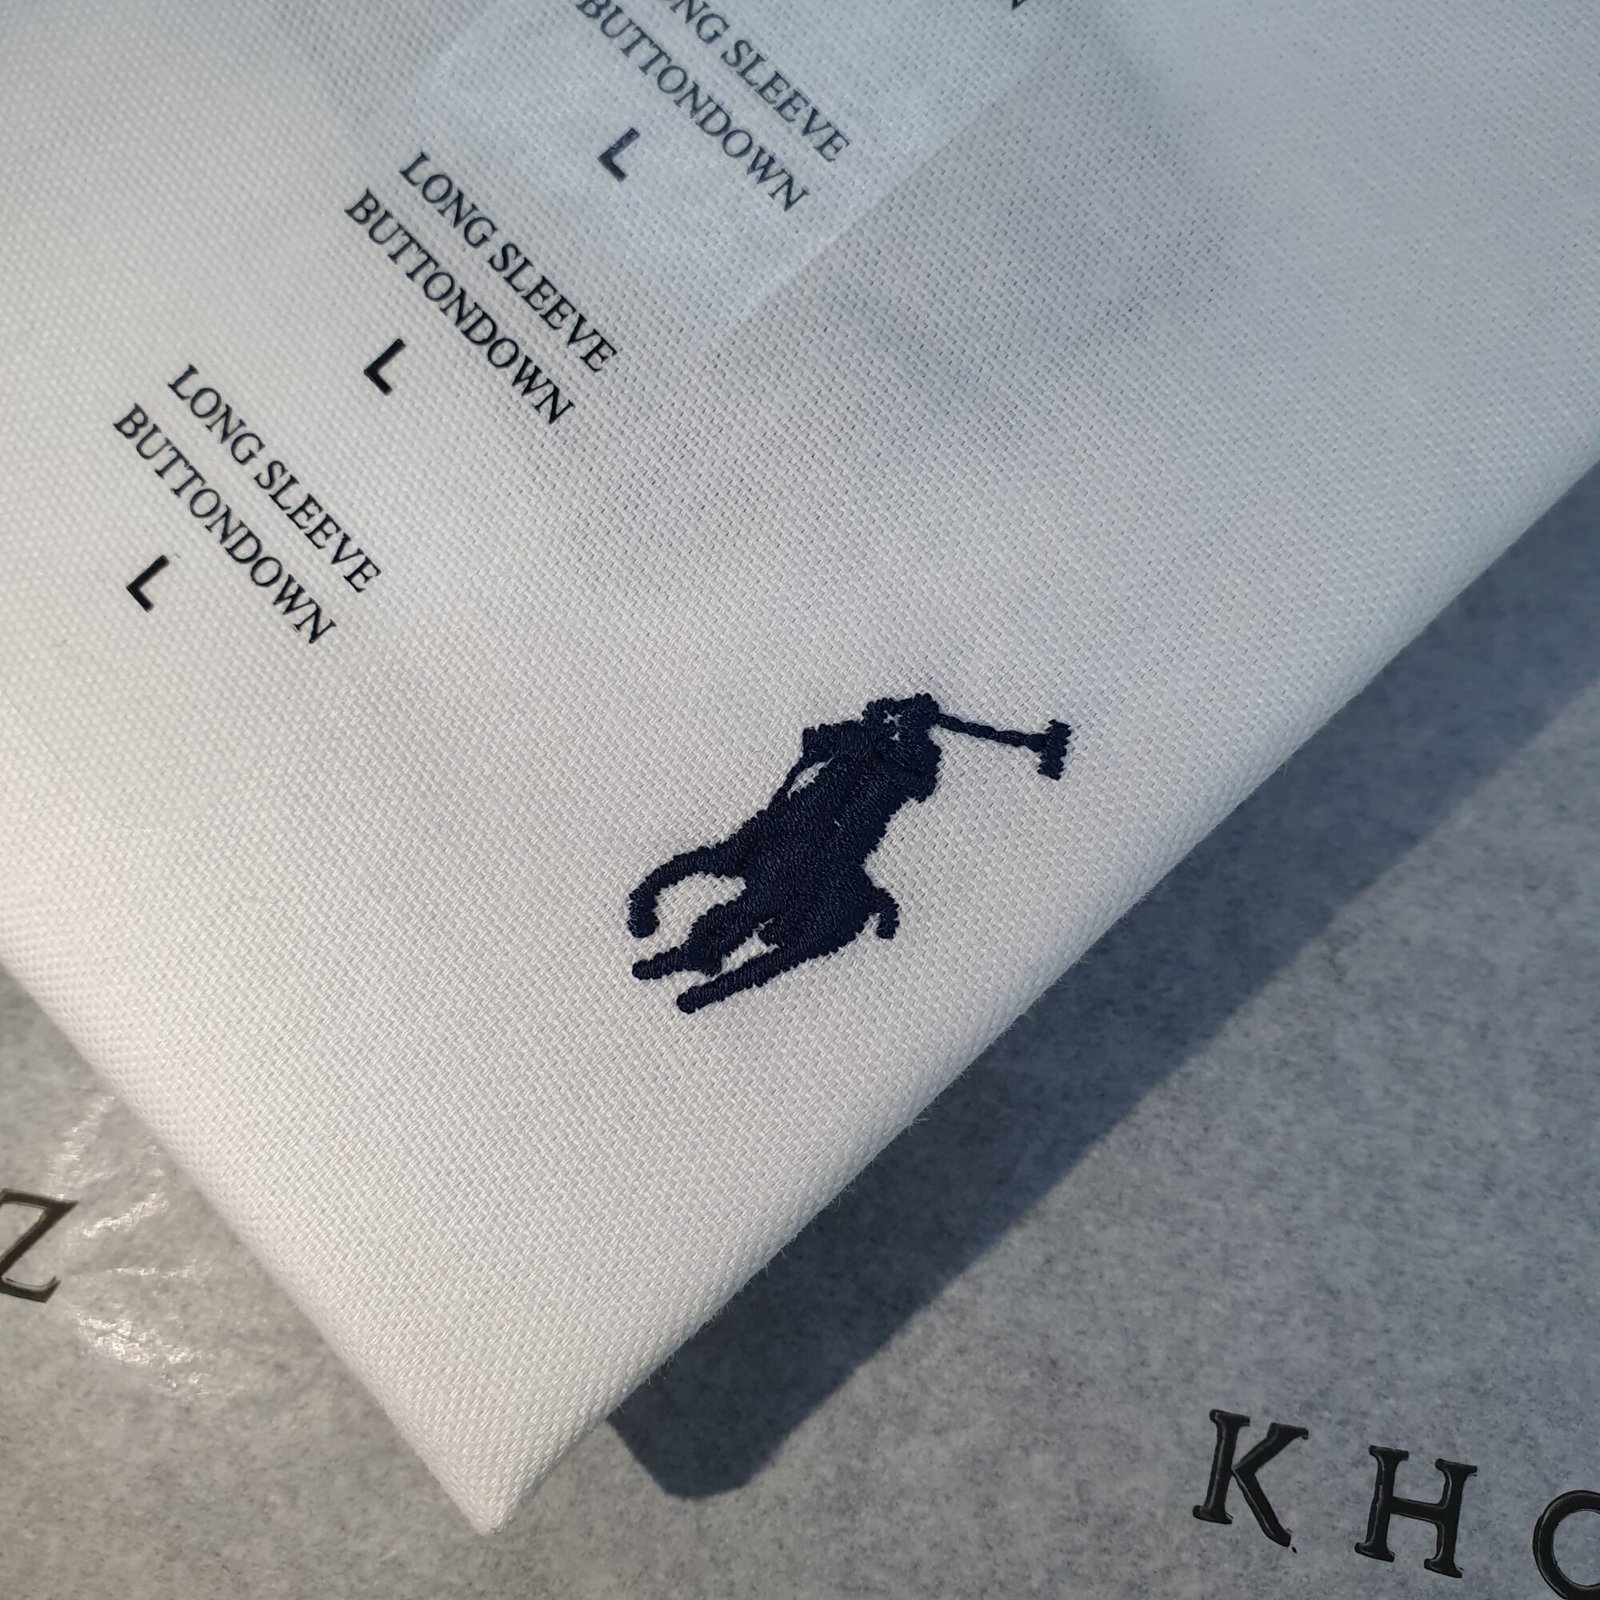 LONG SLEEVE
BUTTONDOWN
L
LONG SLEEVE
BUTTONDOWN
L
LONG SLEEVE
BUTTONDOWN
L
Z
KHO